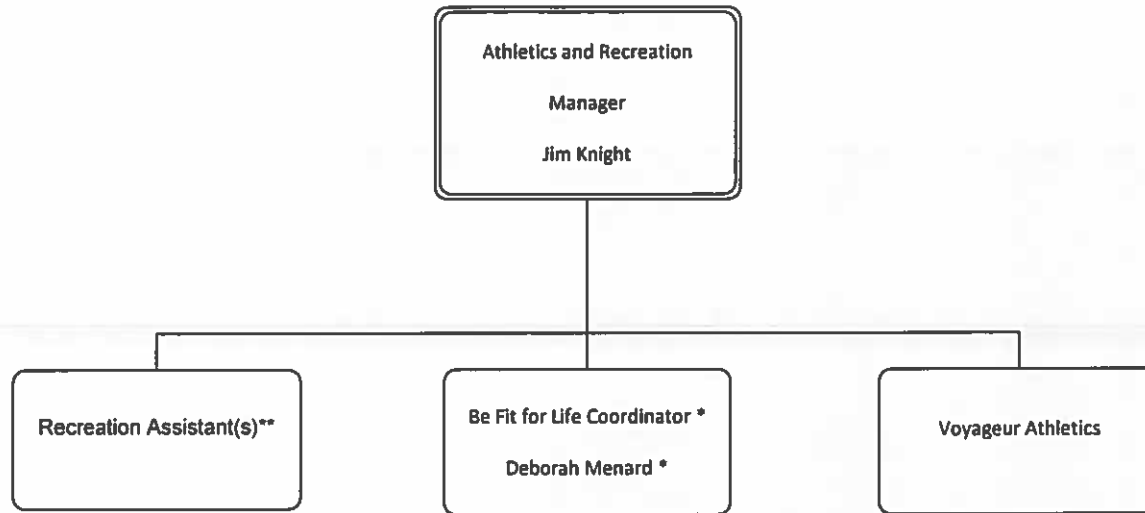 Athletics and Recreation
Manager
Jim Knight
Recreation Assistant(s)**
Be Fit for Life Coordinator *
Deborah Menard *
Voyageur Athletics